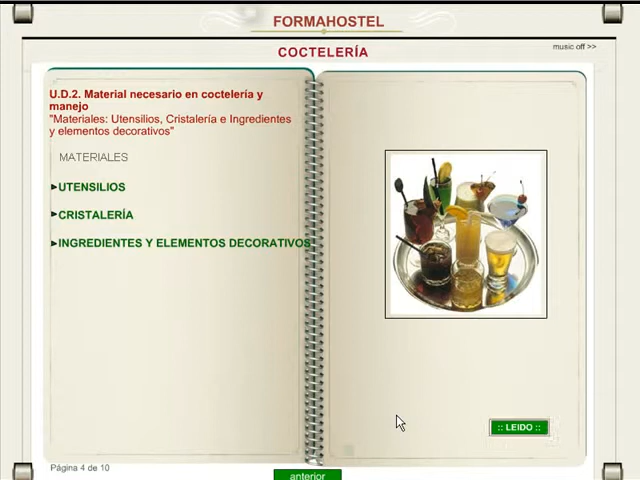 FORMAHOSTEL
COCTELERÍA
music off >>
U.D.2. Material necesario en coctelería y
manejo
"Materiales: Utensilios, Cristalería e Ingredientes
y elementos decorativos"
MATERIALES
UTENSILIOS
CRISTALERÍA
INGREDIENTES Y ELEMENTOS DECORATIVOS
:: LEIDO ::
Página 4 de 10
anterior